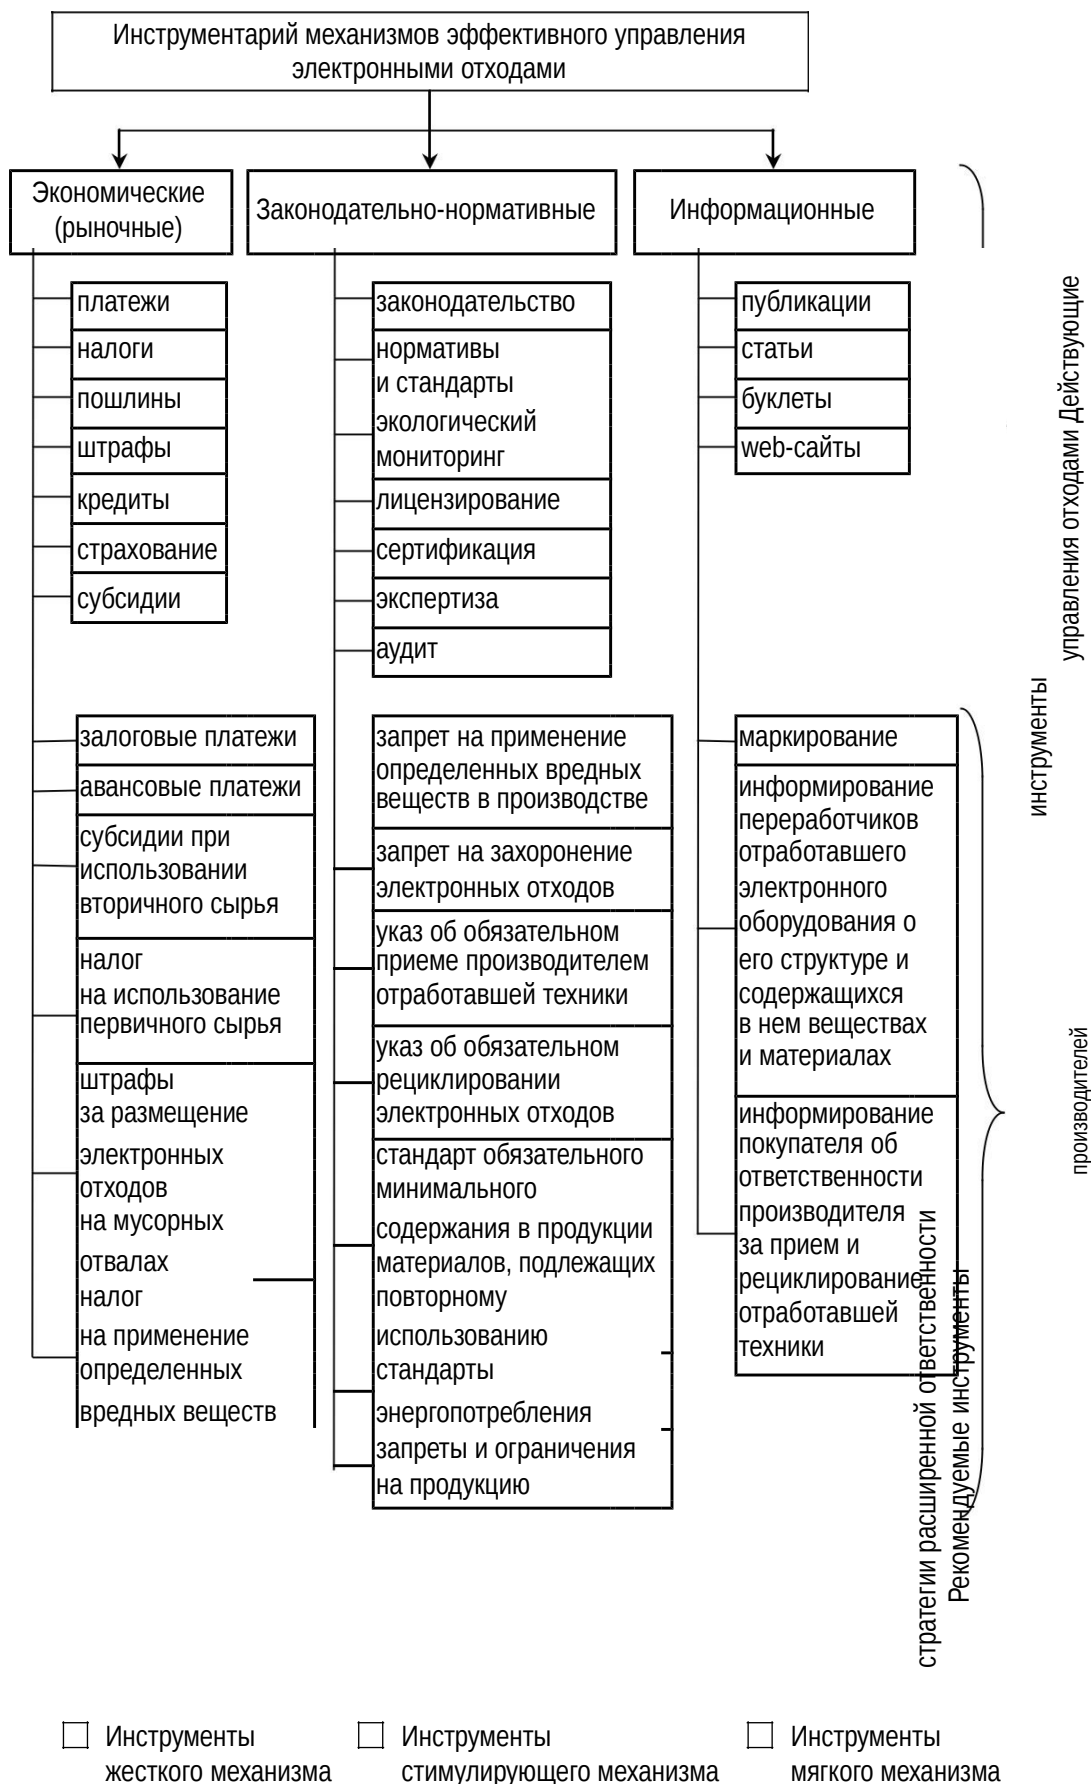 Инструментарий механизмов эффективного управления
электронными отходами
Экономические
(рыночные)
Законодательно-нормативные
Информационные
платежи
налоги
пошлины
штрафы
кредиты
страхование
субсидии
законодательство
нормативы
и стандарты
экологический
мониторинг
лицензирование
сертификация
экспертиза
аудит
публикации
статьи
буклеты
web-сайты
управления отходами Действующие
инструменты
залоговые платежи
авансовые платежи
субсидии при
использовании
вторичного сырья
налог
на использование
первичного сырья
штрафы
за размещение
электронных
отходов
на мусорных
отвалах
налог
на применение
определенных
вредных веществ
запрет на применение
определенных вредных
веществ в производстве
запрет на захоронение
электронных отходов
указ об обязательном
приеме производителем
отработавшей техники
указ об обязательном
рециклировании
электронных отходов
стандарт обязательного
минимального
содержания в продукции
материалов, подлежащих
повторному
использованию
стандарты
энергопотребления
запреты и ограничения
на продукцию
маркирование
информирование
переработчиков
отработавшего
электронного
оборудования о
его структуре и
содержащихся
в нем веществах
и материалах
информирование
покупателя об
ответственности
производителя
за прием и
рециклирование
отработавшей
техники
стратегии расширенной ответственности
Рекомендуемые инструменты
производителей
Инструменты
жесткого механизма
Инструменты
стимулирующего механизма
Инструменты
мягкого механизма